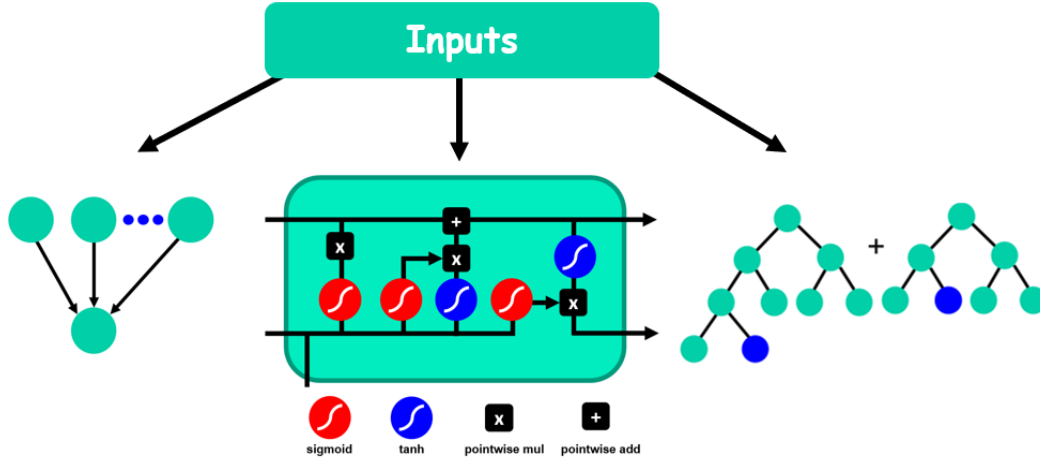 Inputs
+
x
x
+
x
x
+
sigmoid
tanh
pointwise mul
pointwise add